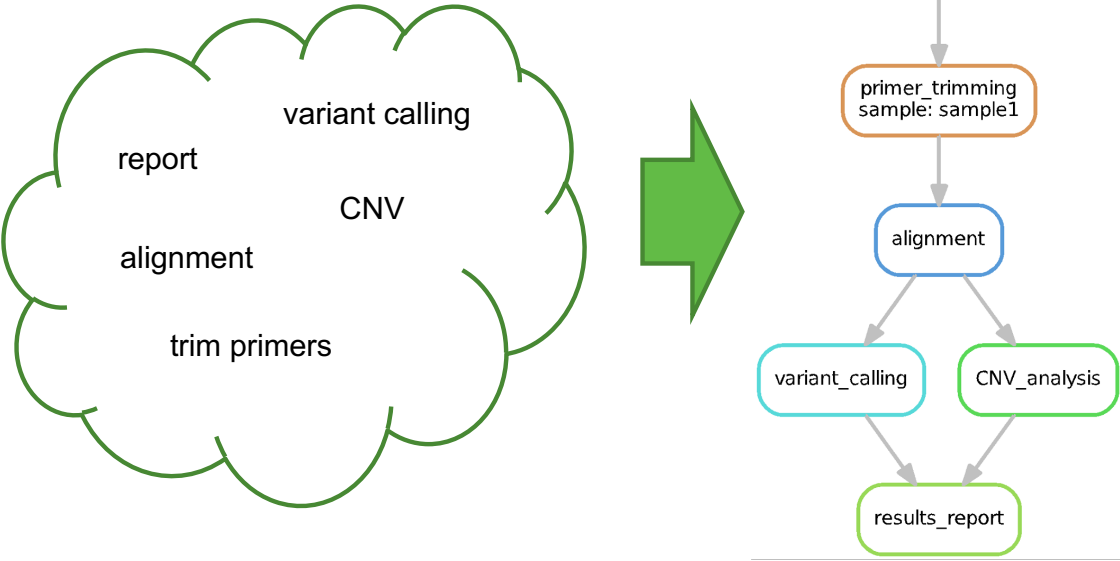 variant calling
report
CNV
alignment
trim primers
primer_trimming
sample: sample1
alignment
variant_calling
CNV_analysis
results_report